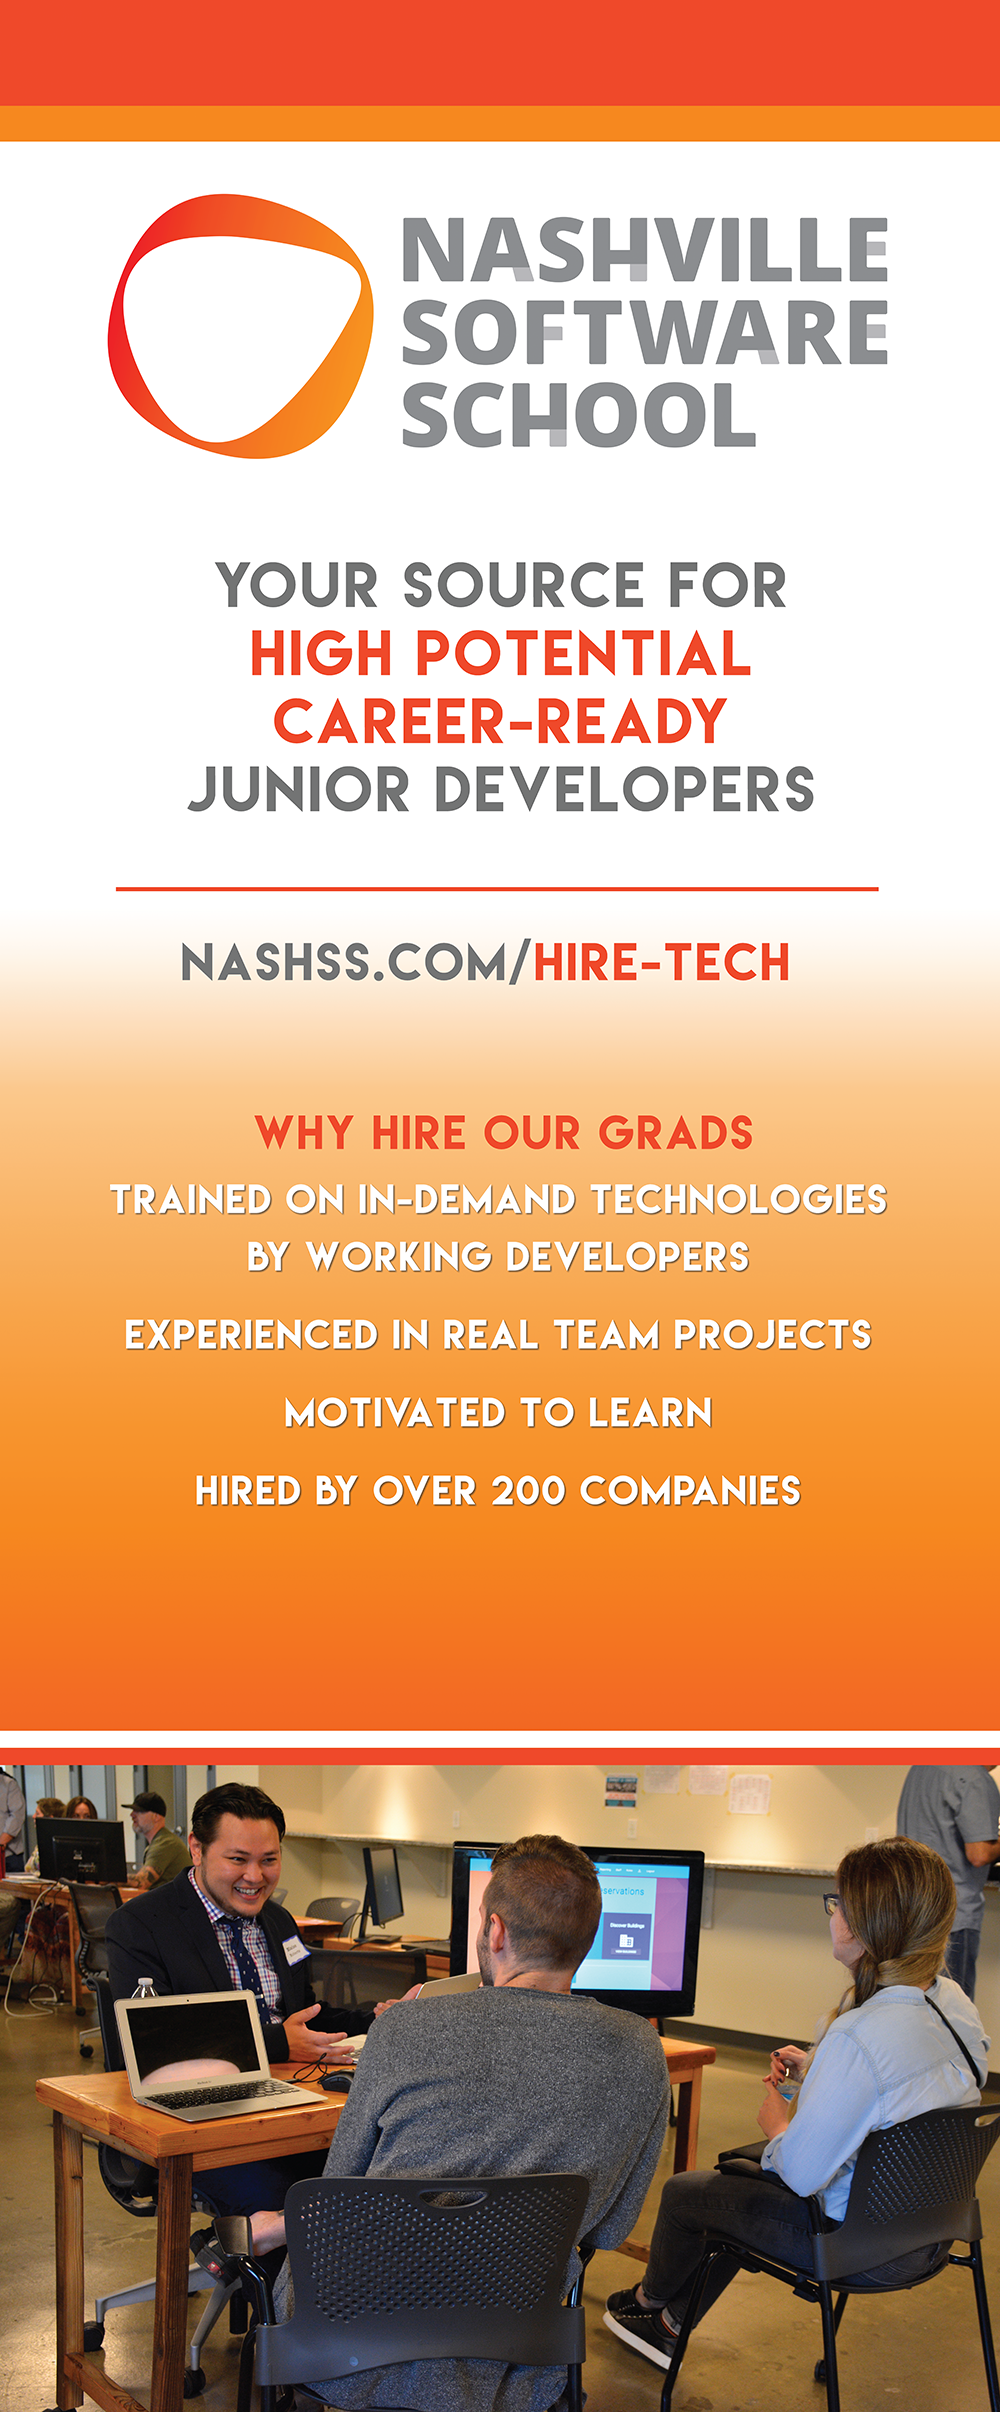 NASHVILLE
SOFTWARE
SCHOOL
YOUR SOURCE FOR
HIGH POTENTIAL
CAREER-READY
JUNIOR DEVELOPERS
NASHSS.COM/HIRE-TECH
WHY HIRE OUR GRADS
TRAINED ON IN-DEMAND TECHNOLOGIES
BY WORKING DEVELOPERS
EXPERIENCED IN REAL TEAM PROJECTS
MOTIVATED TO LEARN
HIRED BY OVER 200 COMPANIES
servations
Discover Buildings